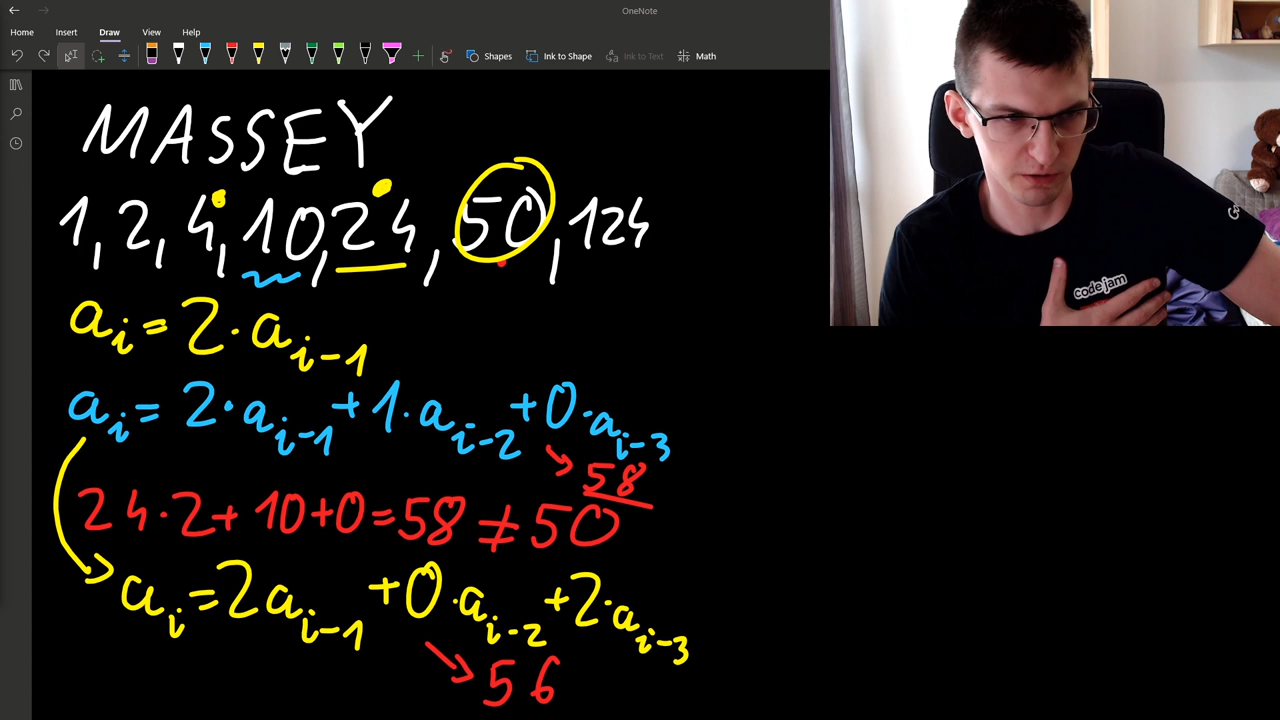 OneNote
Home Insert Draw View Help
Shapes Ink to Shape Ink to Text Math
MASSEY
1, 2, 4, 10, 24, 50, 124
a_i = 2·a_{i-1}
a_i = 2·a_{i-1} + 1·a_{i-2} + 0·a_{i-3}
58
24·2+10+0=58≠50
a_i = 2a_{i-1} + 0·a_{i-2} + 2·a_{i-3}
56
code jam